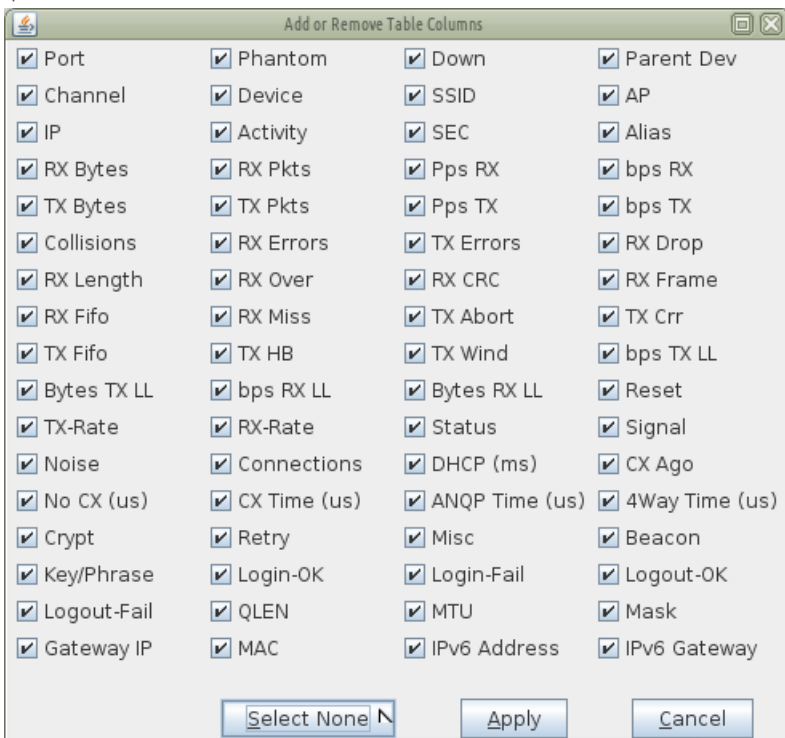 Add or Remove Table Columns
Port Phantom Down Parent Dev
Channel Device SSID AP
IP Activity SEC Alias
RX Bytes RX Pkts Pps RX bps RX
TX Bytes TX Pkts Pps TX bps TX
Collisions RX Errors TX Errors RX Drop
RX Length RX Over RX CRC RX Frame
RX Fifo RX Miss TX Abort TX Crr
TX Fifo TX HB TX Wind bps TX LL
Bytes TX LL bps RX LL Bytes RX LL Reset
TX-Rate RX-Rate Status Signal
Noise Connections DHCP (ms) CX Ago
No CX (us) CX Time (us) ANQP Time (us) 4Way Time (us)
Crypt Retry Misc Beacon
Key/Phrase Login-OK Login-Fail Logout-OK
Logout-Fail QLEN MTU Mask
Gateway IP MAC IPv6 Address IPv6 Gateway
Select None Apply Cancel